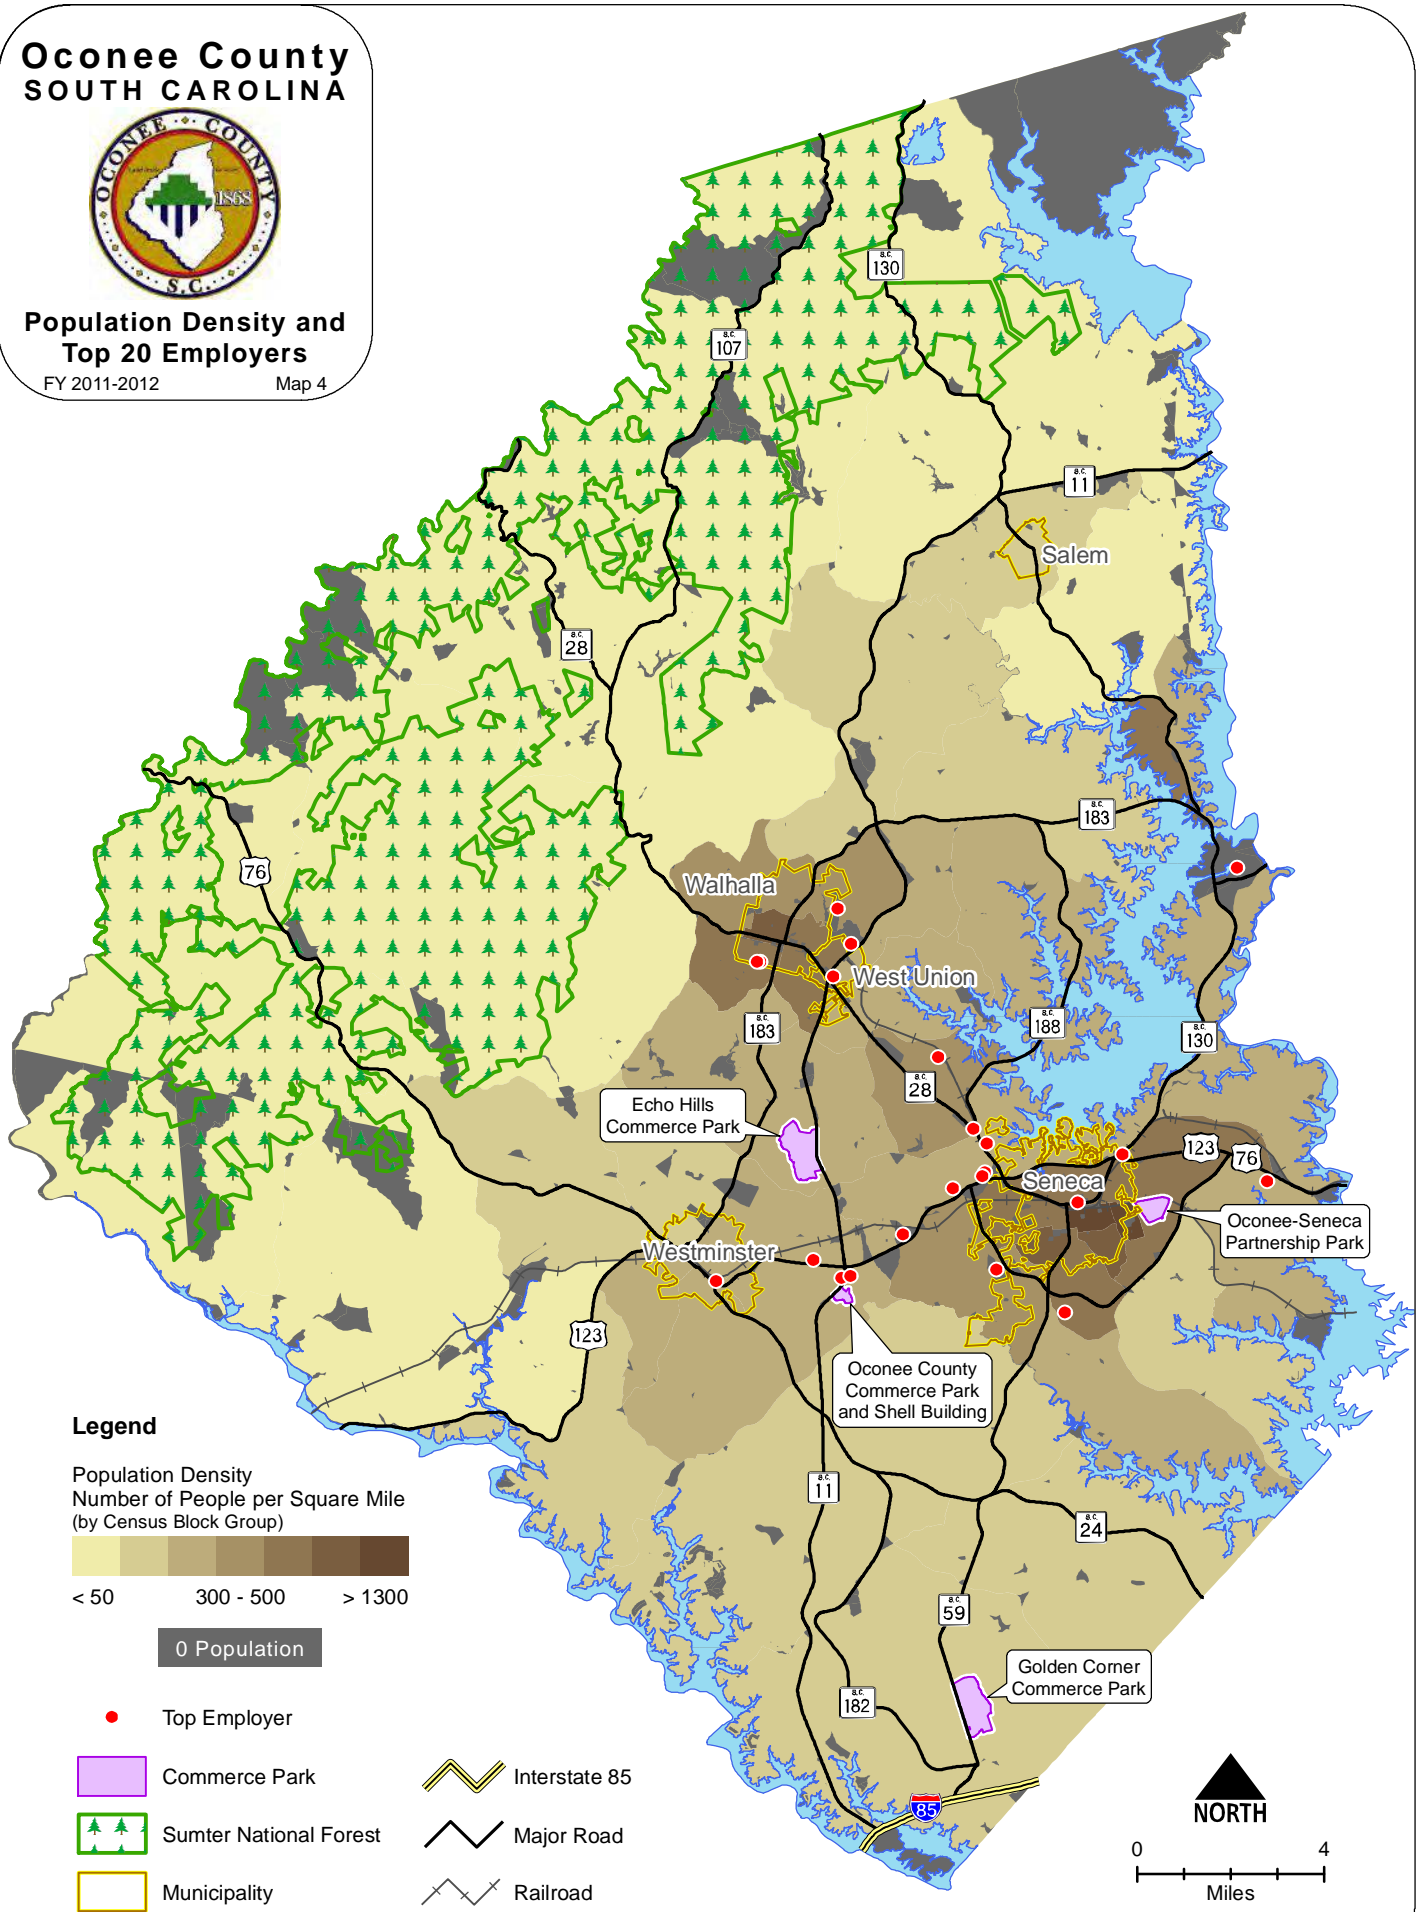 Oconee County
SOUTH CAROLINA
OCONEE COUNTY
1868
S.C.
Population Density and
Top 20 Employers
FY 2011-2012 Map 4
S.C.
130
S.C.
107
S.C.
11
Salem
S.C.
28
S.C.
183
76
Walhalla
West Union
S.C.
183
S.C.
188
S.C.
130
S.C.
28
Echo Hills
Commerce Park
123
76
Seneca
Oconee-Seneca
Partnership Park
Westminster
123
Oconee County
Commerce Park
and Shell Building
S.C.
11
S.C.
24
S.C.
59
Golden Corner
Commerce Park
S.C.
182
85
Legend
Population Density
Number of People per Square Mile
(by Census Block Group)
< 50 300 - 500 > 1300
0 Population
Top Employer
Commerce Park
Interstate 85
Sumter National Forest
Major Road
Municipality
Railroad
NORTH
0 4
Miles